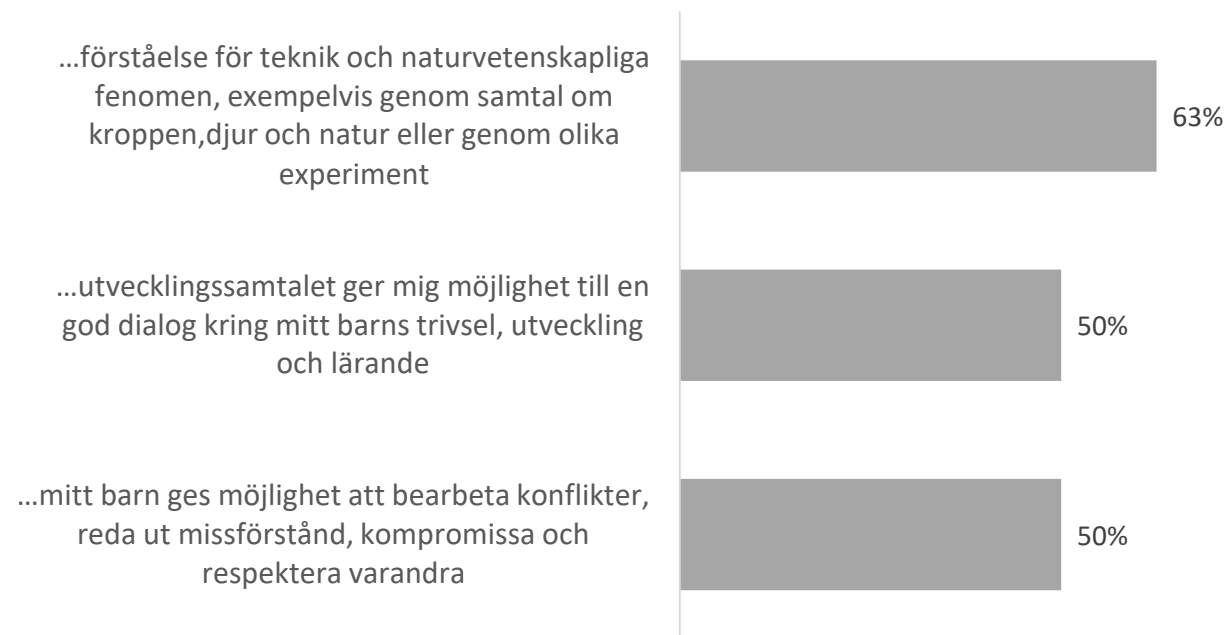 ...förståelse för teknik och naturvetenskapliga
fenomen, exempelvis genom samtal om
kroppen,djur och natur eller genom olika
experiment
63%
...utvecklingssamtalet ger mig möjlighet till en
god dialog kring mitt barns trivsel, utveckling
och lärande
50%
...mitt barn ges möjlighet att bearbeta konflikter,
reda ut missförstånd, kompromissa och
respektera varandra
50%